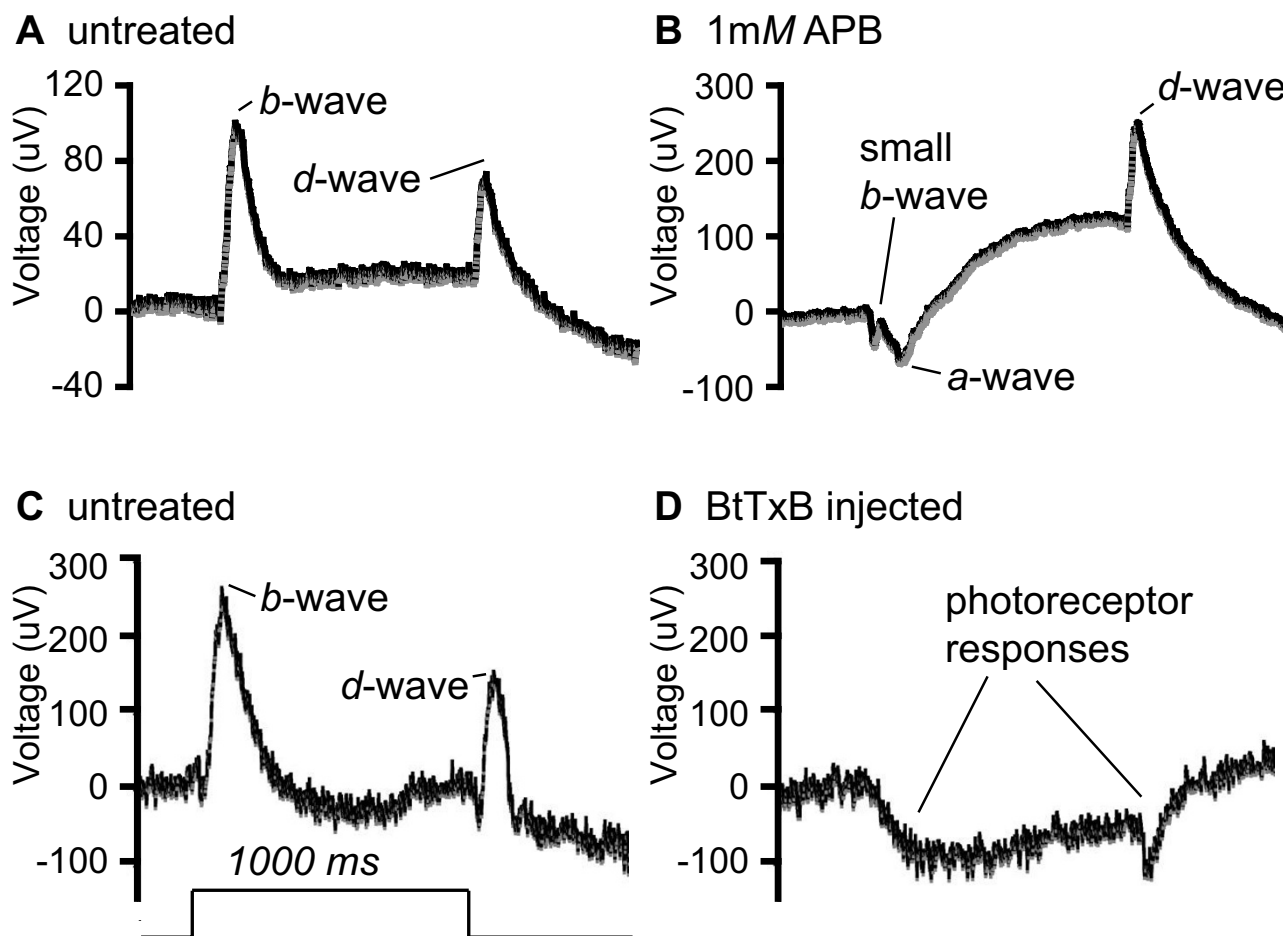 A untreated
Voltage (uV)
120
80
40
0
-40
b-wave
d-wave
B 1mM APB
Voltage (uV)
300
200
100
0
-100
small
b-wave
a-wave
d-wave
C untreated
Voltage (uV)
300
200
100
0
-100
b-wave
d-wave
1000 ms
D BtTxB injected
Voltage (uV)
300
200
100
0
-100
photoreceptor
responses